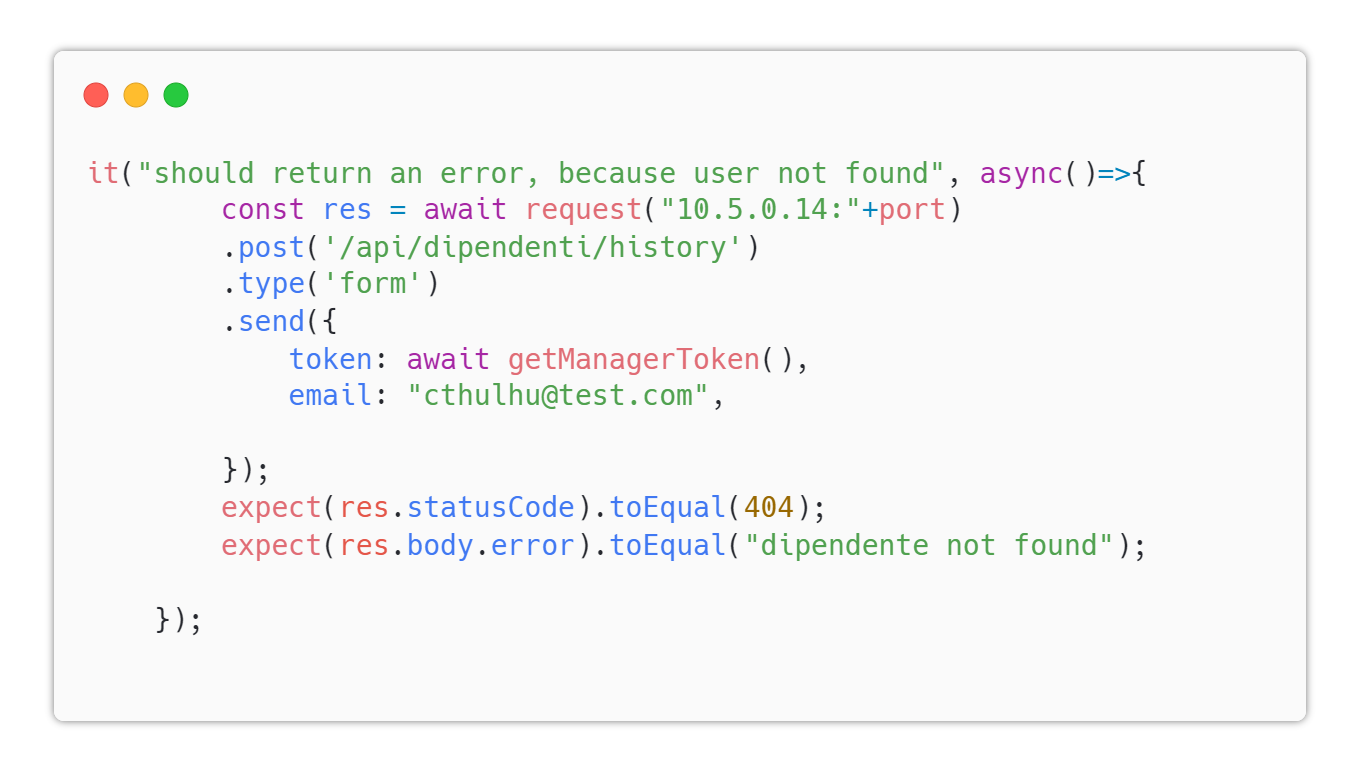 it("should return an error, because user not found", async()=>{
        const res = await request("10.5.0.14:"+port)
        .post('/api/dipendenti/history')
        .type('form')
        .send({
            token: await getManagerToken(),
            email: "cthulhu@test.com",
        });
        expect(res.statusCode).toEqual(404);
        expect(res.body.error).toEqual("dipendente not found");
    });